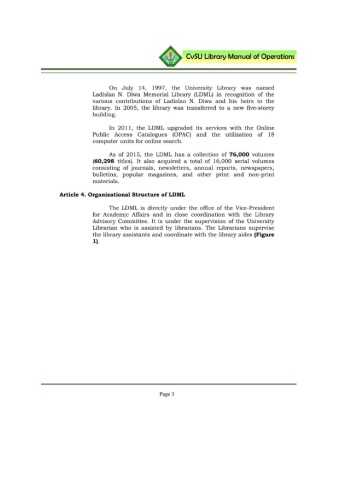 CvSU Library Manual of Operations
On July 14, 1997, the University Library was named
Ladislao N. Diwa Memorial Library (LDML) in recognition of the
various contributions of Ladislao N. Diwa and his heirs to the
library. In 2005, the library was transferred to a new five-storey
building.
In 2011, the LDML upgraded its services with the Online
Public Access Catalogues (OPAC) and the utilization of 18
computer units for online search.
As of 2015, the LDML has a collection of 76,000 volumes
(60,298 titles). It also acquired a total of 16,000 serial volumes
consisting of journals, newsletters, annual reports, newspapers,
bulletins, popular magazines, and other print and non-print
materials.
Article 4. Organizational Structure of LDML
The LDML is directly under the office of the Vice-President
for Academic Affairs and in close coordination with the Library
Advisory Committee. It is under the supervision of the University
Librarian who is assisted by librarians. The Librarians supervise
the library assistants and coordinate with the library aides (Figure
1).
Page 3